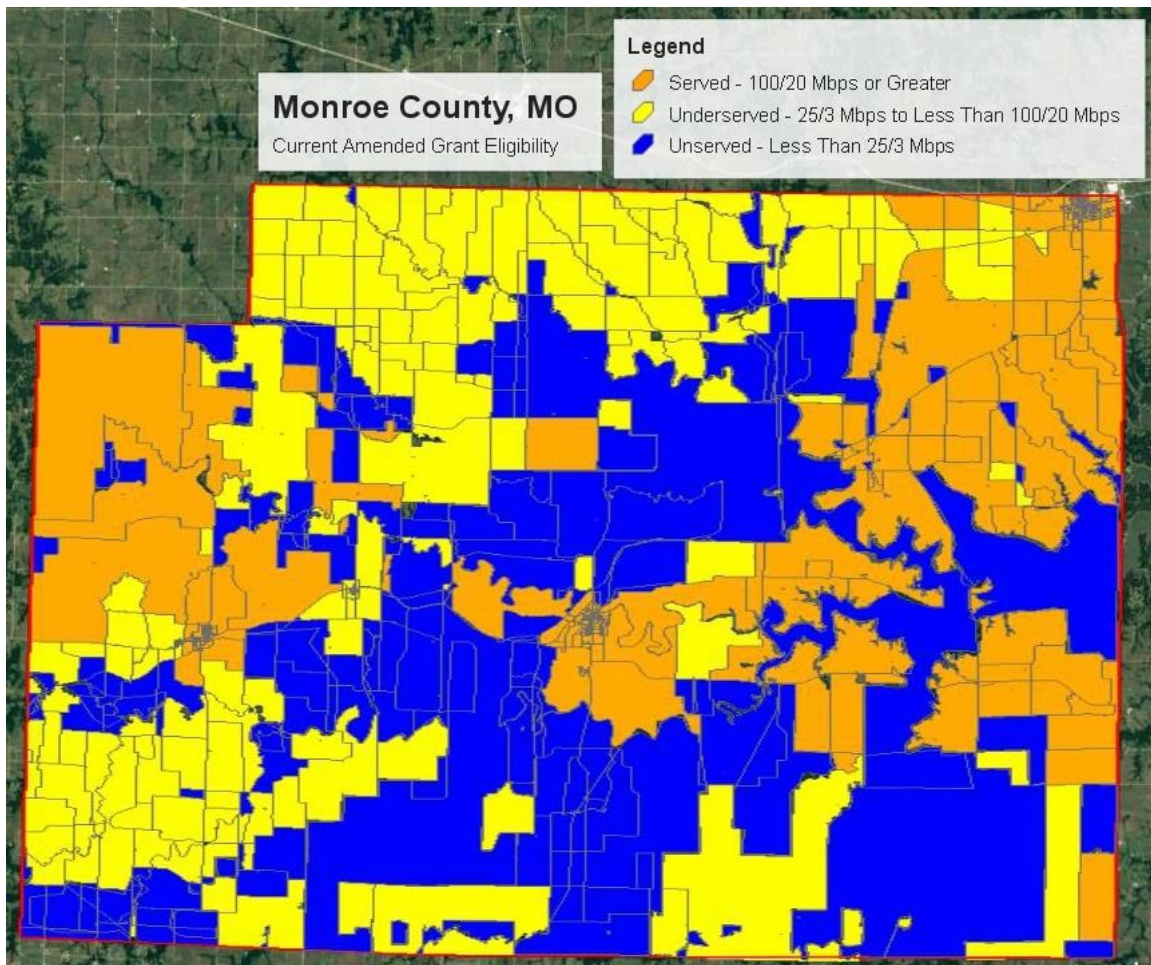 Monroe County, MO
Current Amended Grant Eligibility
Legend
Served - 100/20 Mbps or Greater
Underserved - 25/3 Mbps to Less Than 100/20 Mbps
Unserved - Less Than 25/3 Mbps